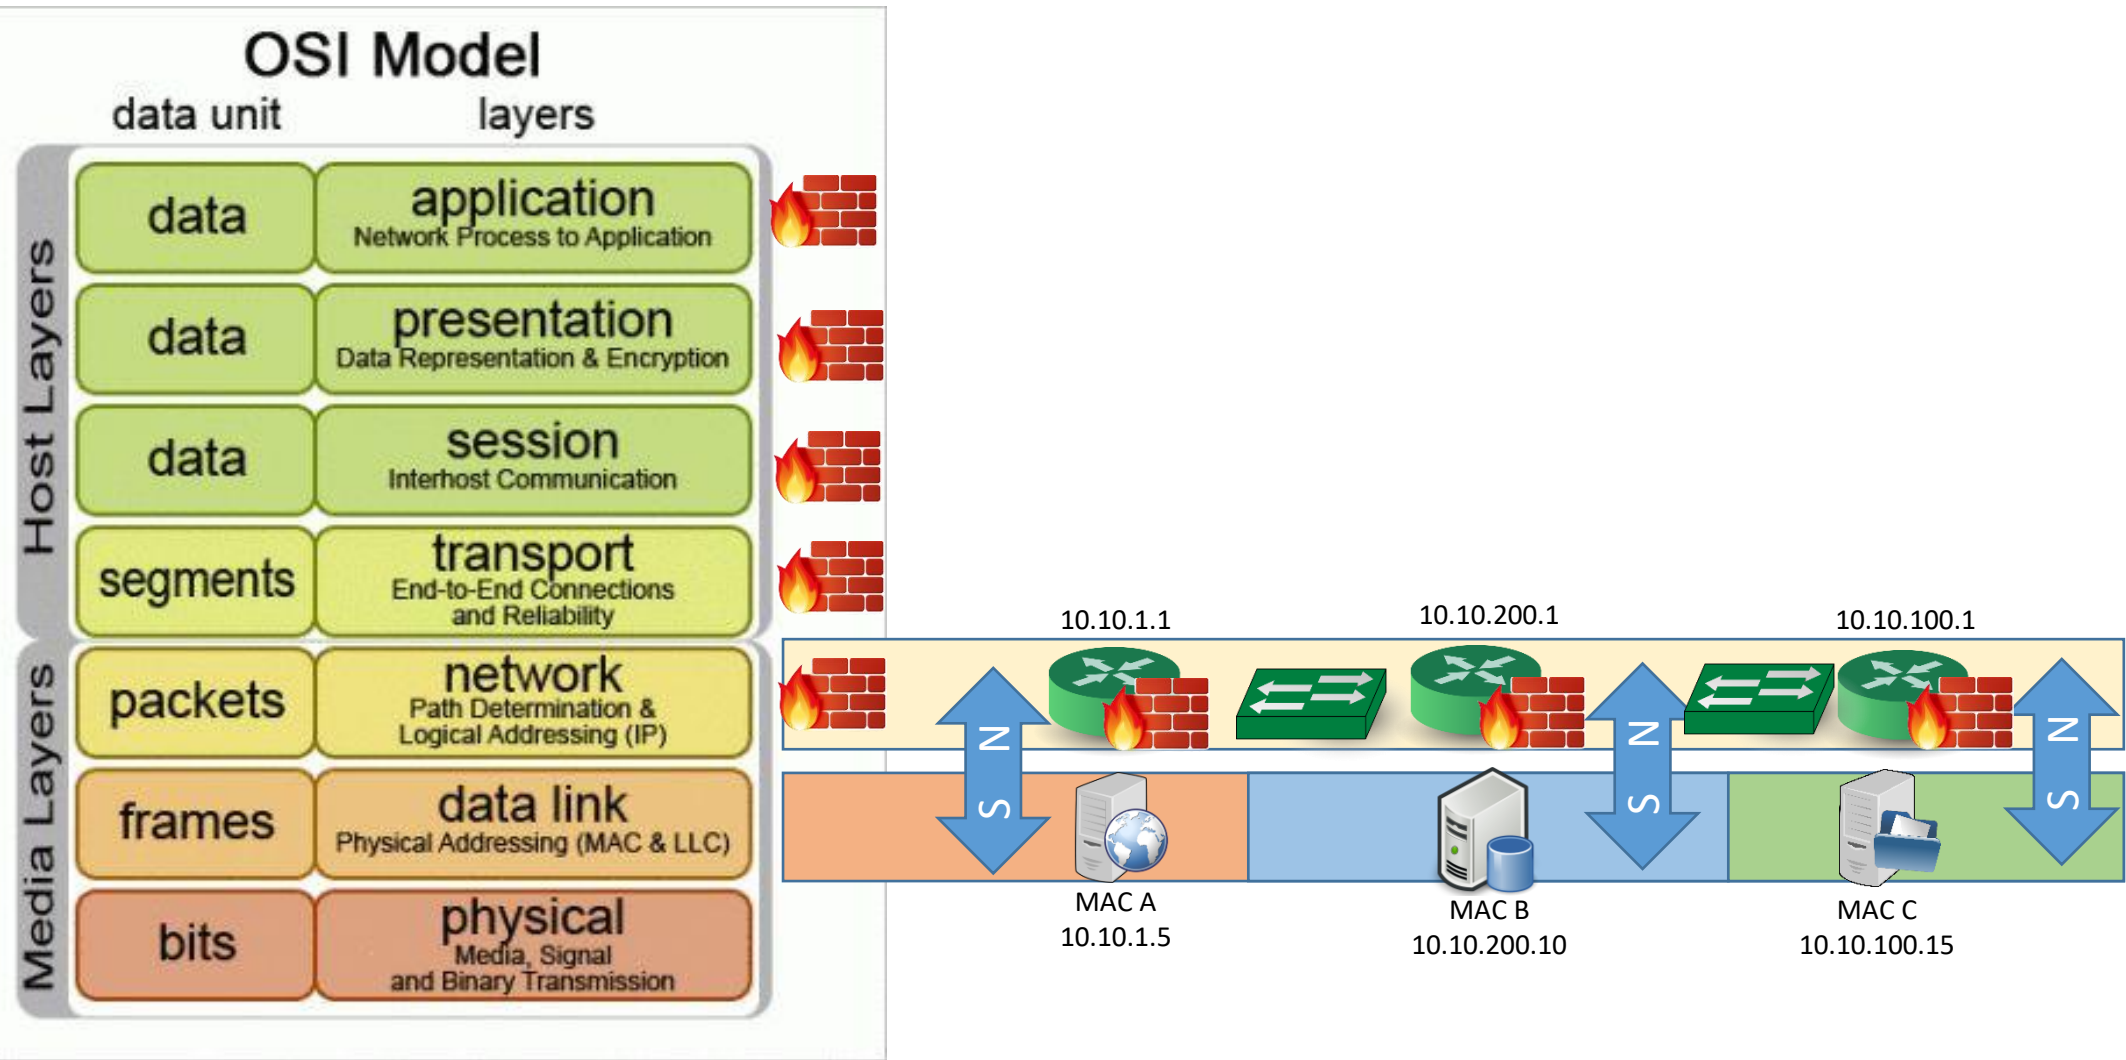 OSI Model
data unit
layers
Host Layers
data
application
Network Process to Application
data
presentation
Data Representation & Encryption
data
session
Interhost Communication
segments
transport
End-to-End Connections
and Reliability
Media Layers
packets
network
Path Determination &
Logical Addressing (IP)
frames
data link
Physical Addressing (MAC & LLC)
bits
physical
Media, Signal
and Binary Transmission
10.10.1.1
10.10.200.1
10.10.100.1
N
S
N
S
N
S
MAC A
10.10.1.5
MAC B
10.10.200.10
MAC C
10.10.100.15